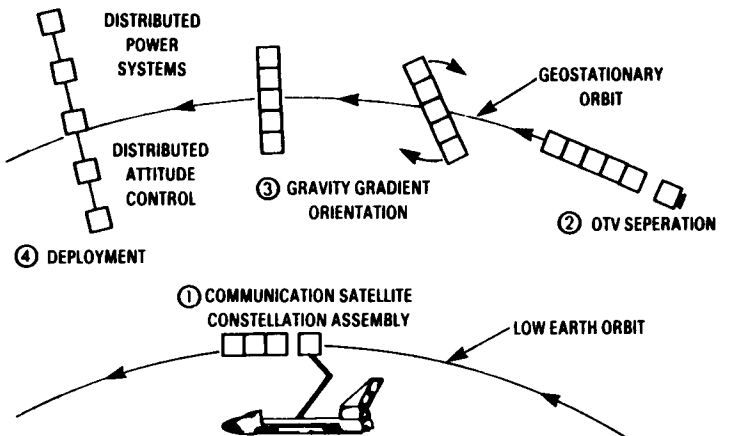 DISTRIBUTED
POWER
SYSTEMS
GEOSTATIONARY
ORBIT
DISTRIBUTED
ATTITUDE
CONTROL
③ GRAVITY GRADIENT
ORIENTATION
② OTV SEPERATION
④ DEPLOYMENT
① COMMUNICATION SATELLITE
CONSTELLATION ASSEMBLY
LOW EARTH ORBIT